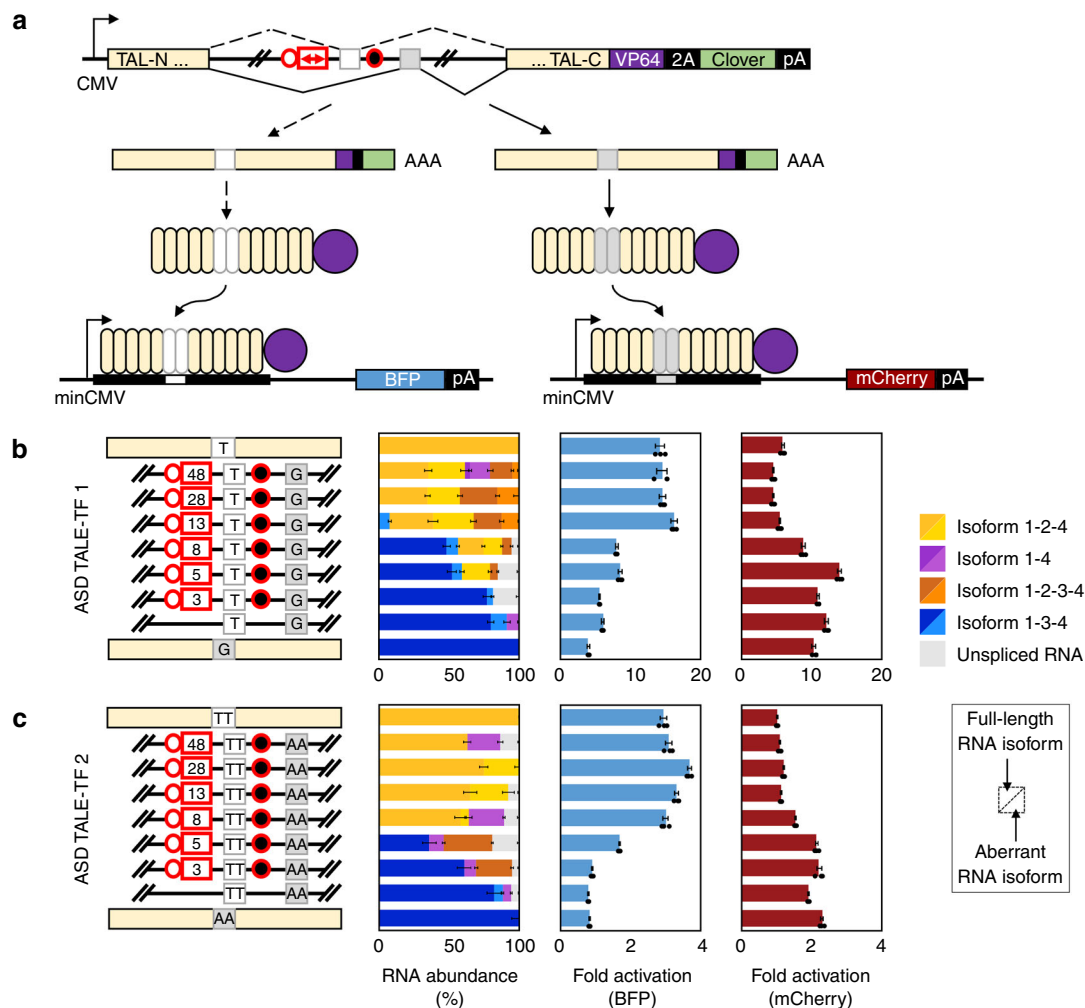 a
TAL-N ...
... TAL-C
VP64
2A
Clover
pA
CMV
AAA
AAA
BFP
pA
mCherry
pA
minCMV
minCMV
b
ASD TALE-TF 1
T
48 T G
28 T G
13 T G
8 T G
5 T G
3 T G
T G
G
0
50
100
0
10
20
0
10
20
Isoform 1-2-4
Isoform 1-4
Isoform 1-2-3-4
Isoform 1-3-4
Unspliced RNA
c
ASD TALE-TF 2
TT
48 TT AA
28 TT AA
13 TT AA
8 TT AA
5 TT AA
3 TT AA
TT AA
AA
50
100
0
2
4
0
2
4
RNA abundance
(%)
Fold activation
(BFP)
Fold activation
(mCherry)
Full-length
RNA isoform
Aberrant
RNA isoform